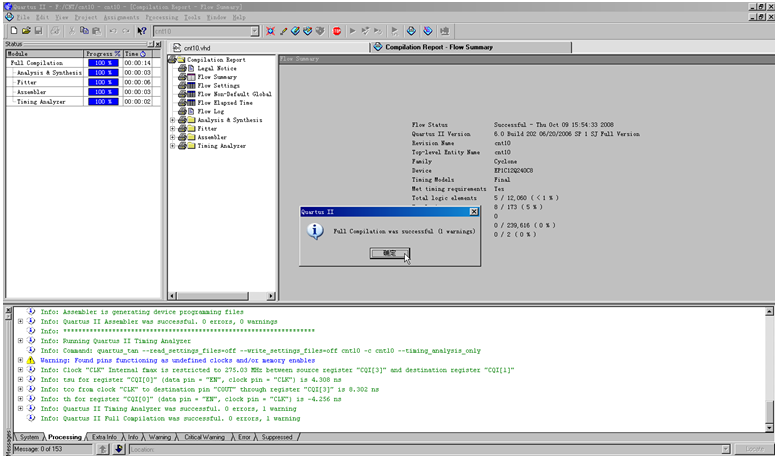 Quartus II - F:/CNT/cnt10 - cnt10 - [Compilation Report - Flow Summary]
File Edit View Project Assignments Processing Tools Window Help
cnt10
Status
Module Progress % Time
Full Compilation 100 % 00:00:14
Analysis & Synthesis 100 % 00:00:03
Fitter 100 % 00:00:06
Assembler 100 % 00:00:03
Timing Analyzer 100 % 00:00:02
cnt10.vhd
Compilation Report - Flow Summary
Compilation Report
Legal Notice
Flow Summary
Flow Settings
Flow Non-Default Global
Flow Elapsed Time
Flow Log
Analysis & Synthesis
Fitter
Assembler
Timing Analyzer
Flow Summary
Flow Status Successful - Thu Oct 09 15:54:33 2008
Quartus II Version 6.0 Build 202 06/20/2006 SP 1 SJ Full Version
Revision Name cnt10
Top-level Entity Name cnt10
Family Cyclone
Device EP1C12Q240C8
Timing Models Final
Met timing requirements Yes
Total logic elements 5 / 12,060 ( < 1 % )
8 / 173 ( 5 % )
0
0 / 239,616 ( 0 % )
0 / 2 ( 0 % )
Quartus II
Full Compilation was successful (1 warnings)
确定
Info: Assembler is generating device programming files
Info: Quartus II Assembler was successful. 0 errors, 0 warnings
Info: *******************************************************************
Info: Running Quartus II Timing Analyzer
Info: Command: quartus_tan --read_settings_files=off --write_settings_files=off cnt10 -c cnt10 --timing_analysis_only
Warning: Found pins functioning as undefined clocks and/or memory enables
Info: Clock "CLK" Internal fmax is restricted to 275.03 MHz between source register "CQI[3]" and destination register "CQI[1]"
Info: tsu for register "CQI[0]" (data pin = "EN", clock pin = "CLK") is 4.308 ns
Info: tco from clock "CLK" to destination pin "COUT" through register "CQI[3]" is 8.302 ns
Info: th for register "CQI[0]" (data pin = "EN", clock pin = "CLK") is -4.256 ns
Info: Quartus II Timing Analyzer was successful. 0 errors, 1 warning
Info: Quartus II Full Compilation was successful. 0 errors, 1 warning
Messages
System Processing Extra Info Info Warning Critical Warning Error Suppressed
Message: 0 of 153
Location:
Locate